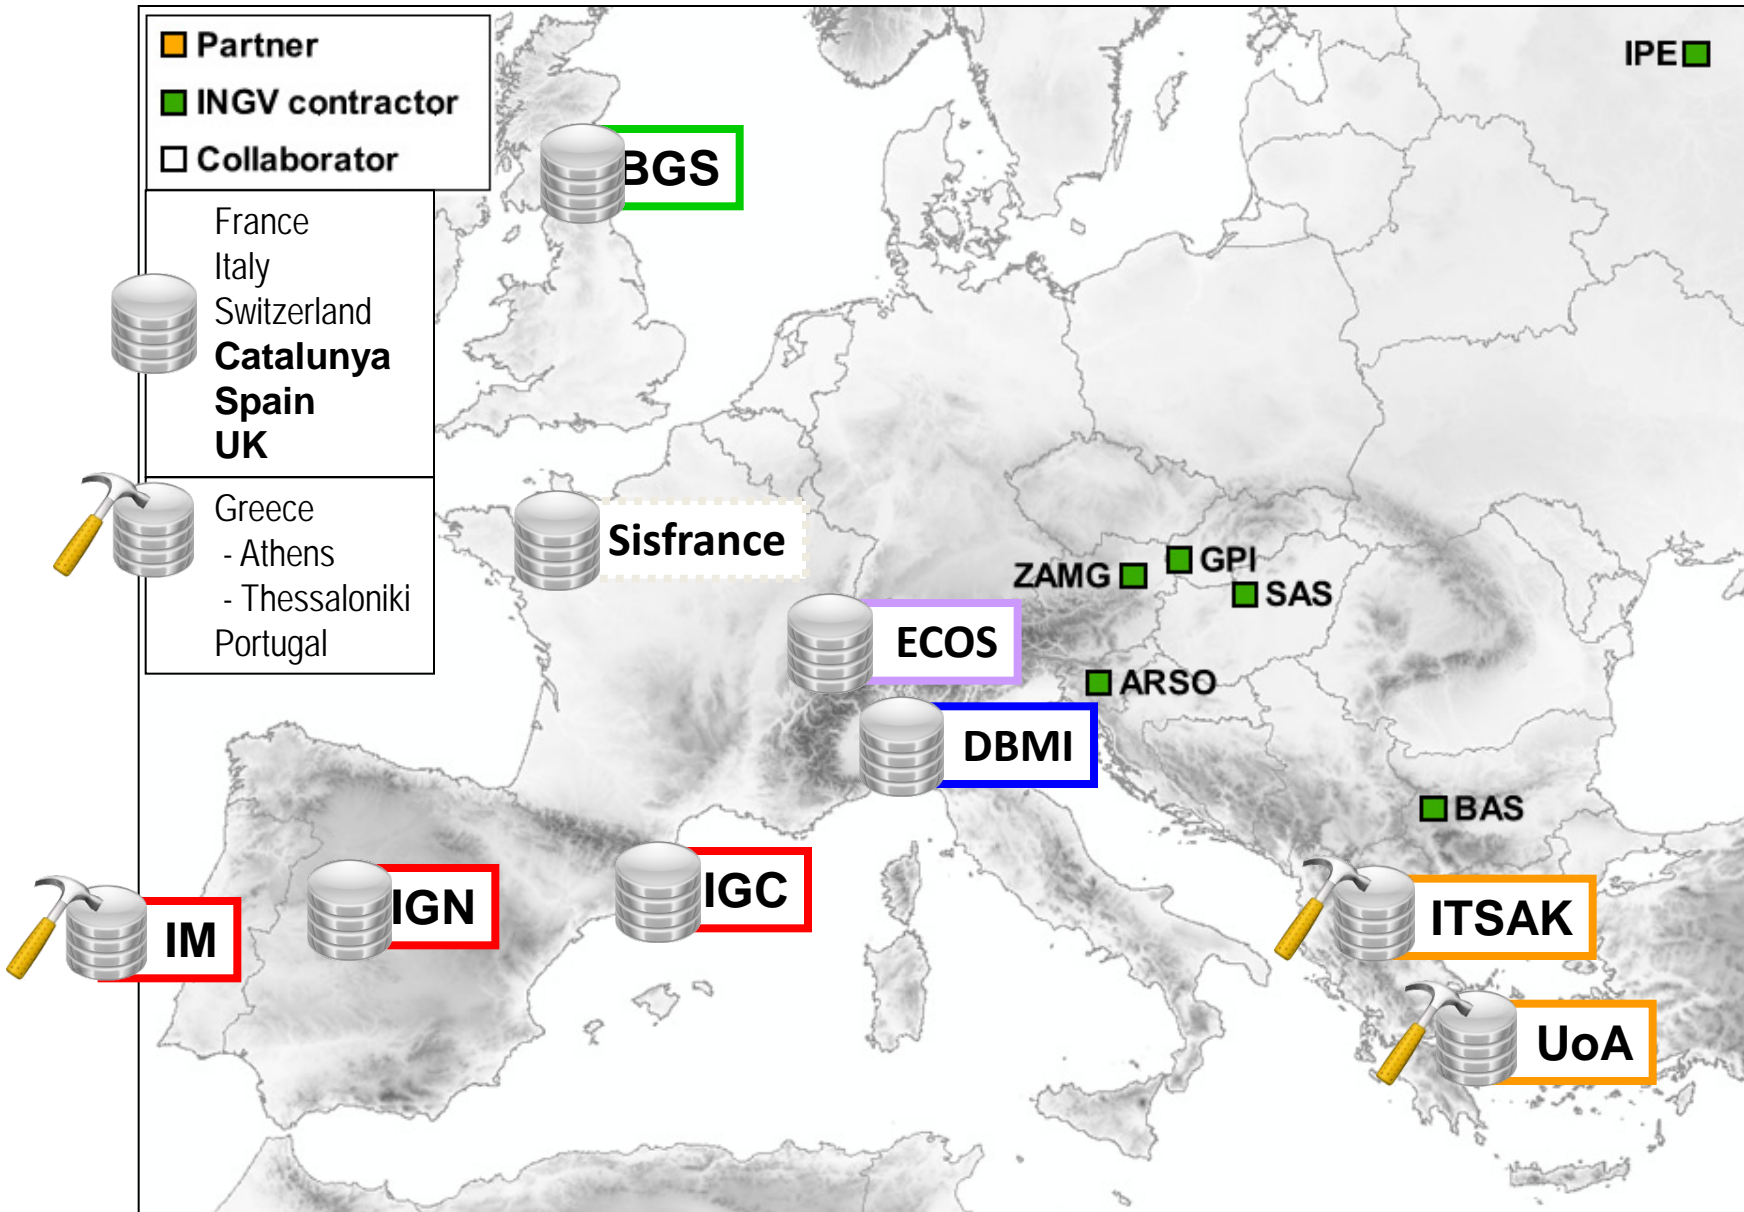 Partner
INGV contractor
Collaborator
France
Italy
Switzerland
Catalunya
Spain
UK
Greece
- Athens
- Thessaloniki
Portugal
IPE
BGS
Sisfrance
ZAMG
GPI
SAS
ECOS
ARSO
DBMI
BAS
IM
IGN
IGC
ITSAK
UoA